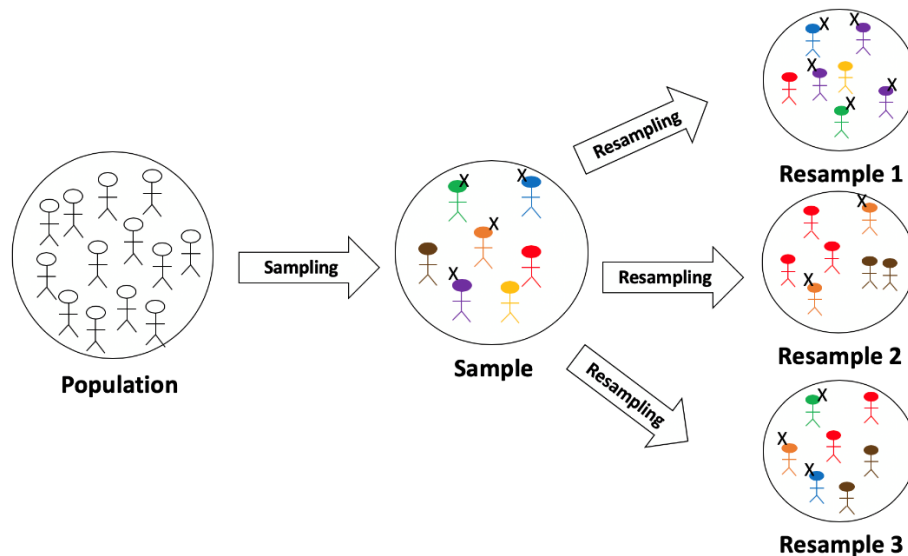 Population
Sampling
X
X
X
X
Sample
Resampling
X
X
X
X
X
Resample 1
Resampling
X
X
Resample 2
Resampling
X
X
X
Resample 3